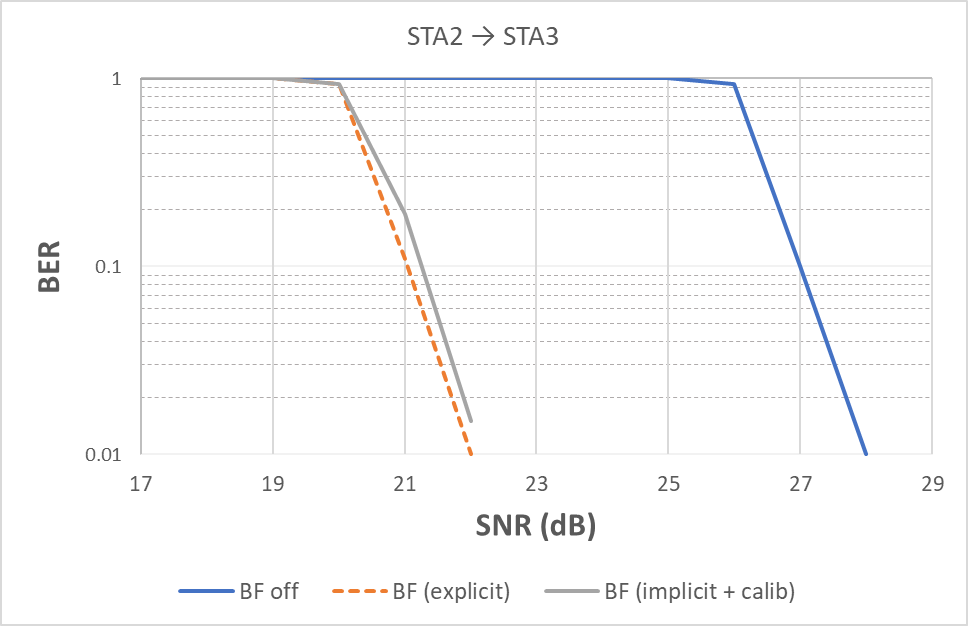 STA2 → STA3
1
0.1
0.01
BER
17 19 21 23 25 27 29
SNR (dB)
BF off BF (explicit) BF (implicit + calib)